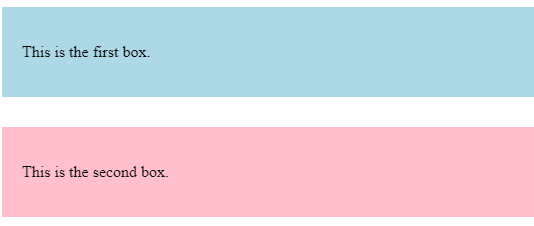 This is the first box.
This is the second box.